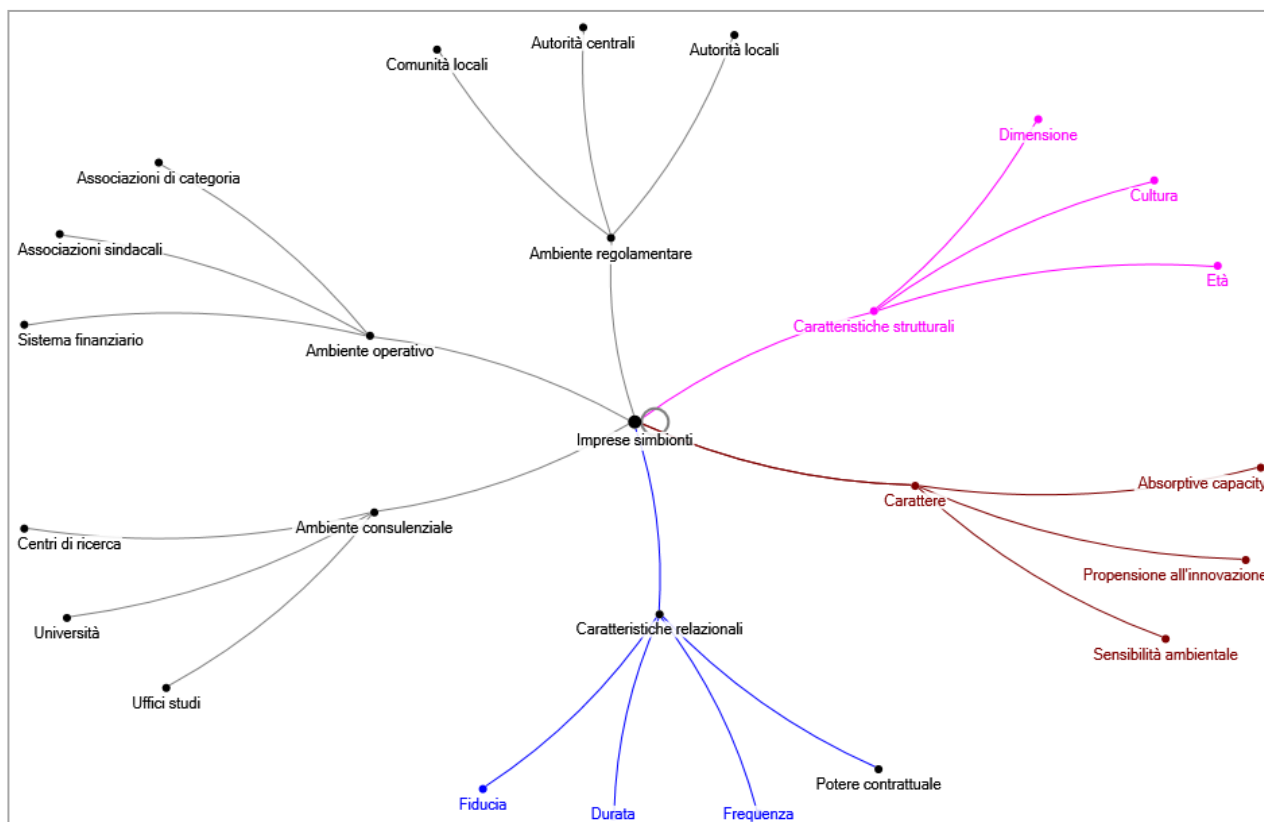 Autorità centrali
Autorità locali
Comunità locali
Dimensione
Associazioni di categoria
Cultura
Associazioni sindacali
Ambiente regolamentare
Età
Caratteristiche strutturali
Sistema finanziario
Ambiente operativo
Imprese simbionti
Absorptive capacity
Carattere
Ambiente consulenziale
Centri di ricerca
Propensione all'innovazione
Università
Caratteristiche relazionali
Sensibilità ambientale
Uffici studi
Potere contrattuale
Fiducia
Durata
Frequenza